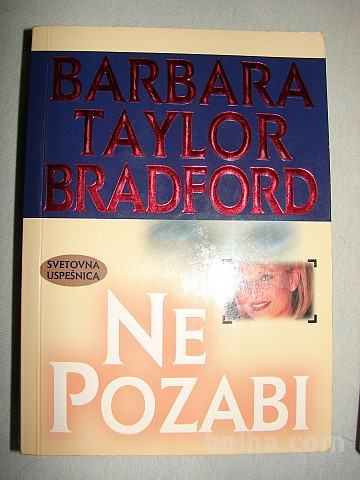 BARBARA
TAYLOR
BRADFORD
SVETOVNA
USPEŠNICA
NE
POZABI
bolha.com